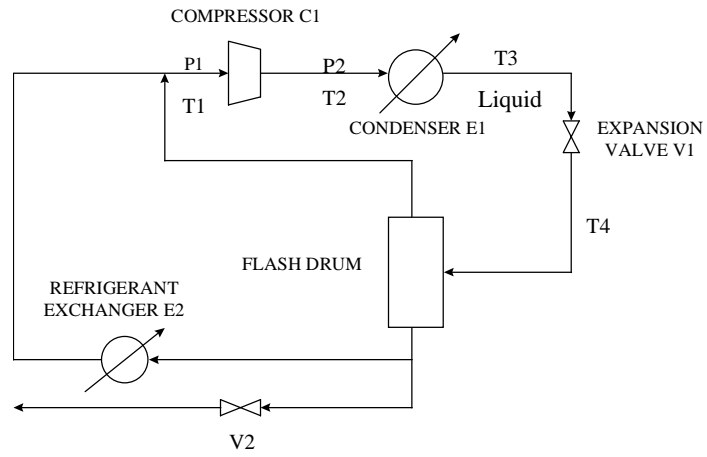 COMPRESSOR C1
P1
P2
T3
T1
T2
Liquid
CONDENSER E1
EXPANSION
VALVE V1
T4
FLASH DRUM
REFRIGERANT
EXCHANGER E2
V2